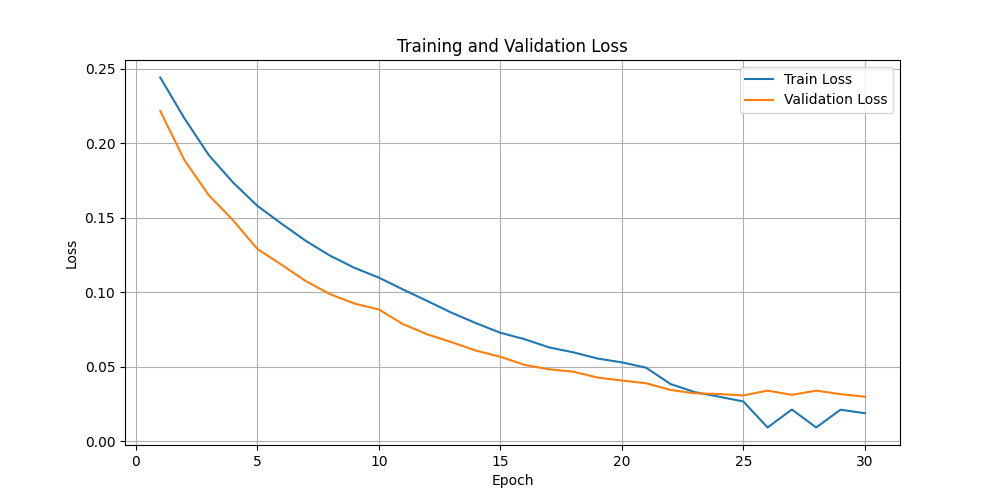 Training and Validation Loss
Train Loss
Validation Loss
Loss
0.25
0.20
0.15
0.10
0.05
0.00
0 5 10 15 20 25 30
Epoch